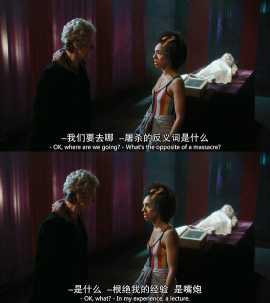 –我们要去哪 –屠杀的反义词是什么
- OK, where are we going? - What's the opposite of a massacre?
–是什么 –根绝我的经验 是嘴炮
- OK, what? - In my experience, a lecture.